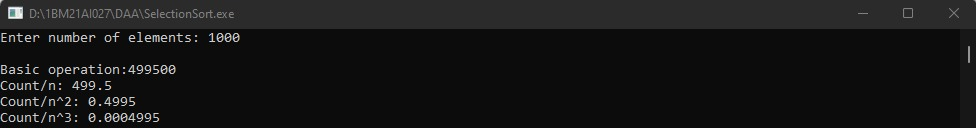 D:\1BM21AI027\DAA\SelectionSort.exe
Enter number of elements: 1000
Basic operation:499500
Count/n: 499.5
Count/n^2: 0.4995
Count/n^3: 0.0004995